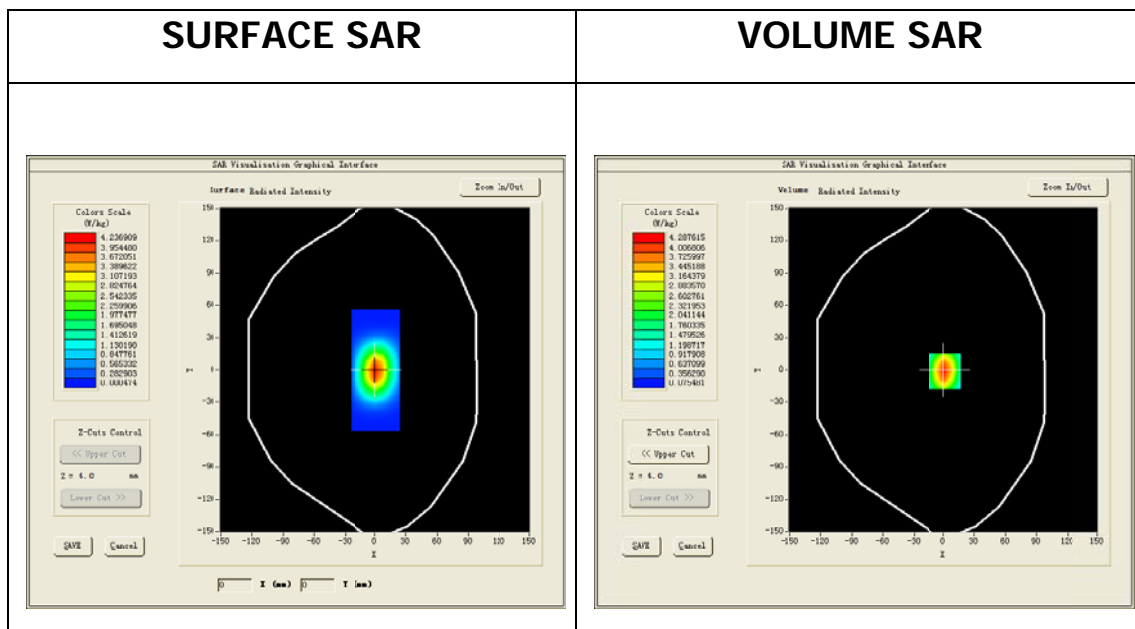 SURFACE SAR
VOLUME SAR
SAR Visualisation Graphical Interface
Surface Radiated Intensity
Zoom In/Out
Colors Scale
(W/kg)
4.236909
3.954480
3.672051
3.389622
3.107193
2.824764
2.542335
2.259906
1.977477
1.695048
1.412619
1.130190
0.847761
0.565332
0.282903
0.000474
Z-Cuts Control
<< Upper Cut
Z = 4.0 mm
Lower Cut >>
SAVE
Cancel
150
120
90
60
30
0
-30
-60
-90
-120
-150
Y
-150 -120 -90 -60 -30 0 30 60 90 120 150
X
0 X (mm) 0 Y (mm)
SAR Visualisation Graphical Interface
Volume Radiated Intensity
Zoom In/Out
Colors Scale
(W/kg)
4.287615
4.006806
3.725997
3.445188
3.164379
2.883570
2.602761
2.321953
2.041144
1.760335
1.479526
1.198717
0.917908
0.637099
0.356290
0.075481
Z-Cuts Control
<< Upper Cut
Z = 4.0 mm
Lower Cut >>
SAVE
Cancel
150
120
90
60
30
0
-30
-60
-90
-120
-150
Y
-150 -120 -90 -60 -30 0 30 60 90 120 150
X